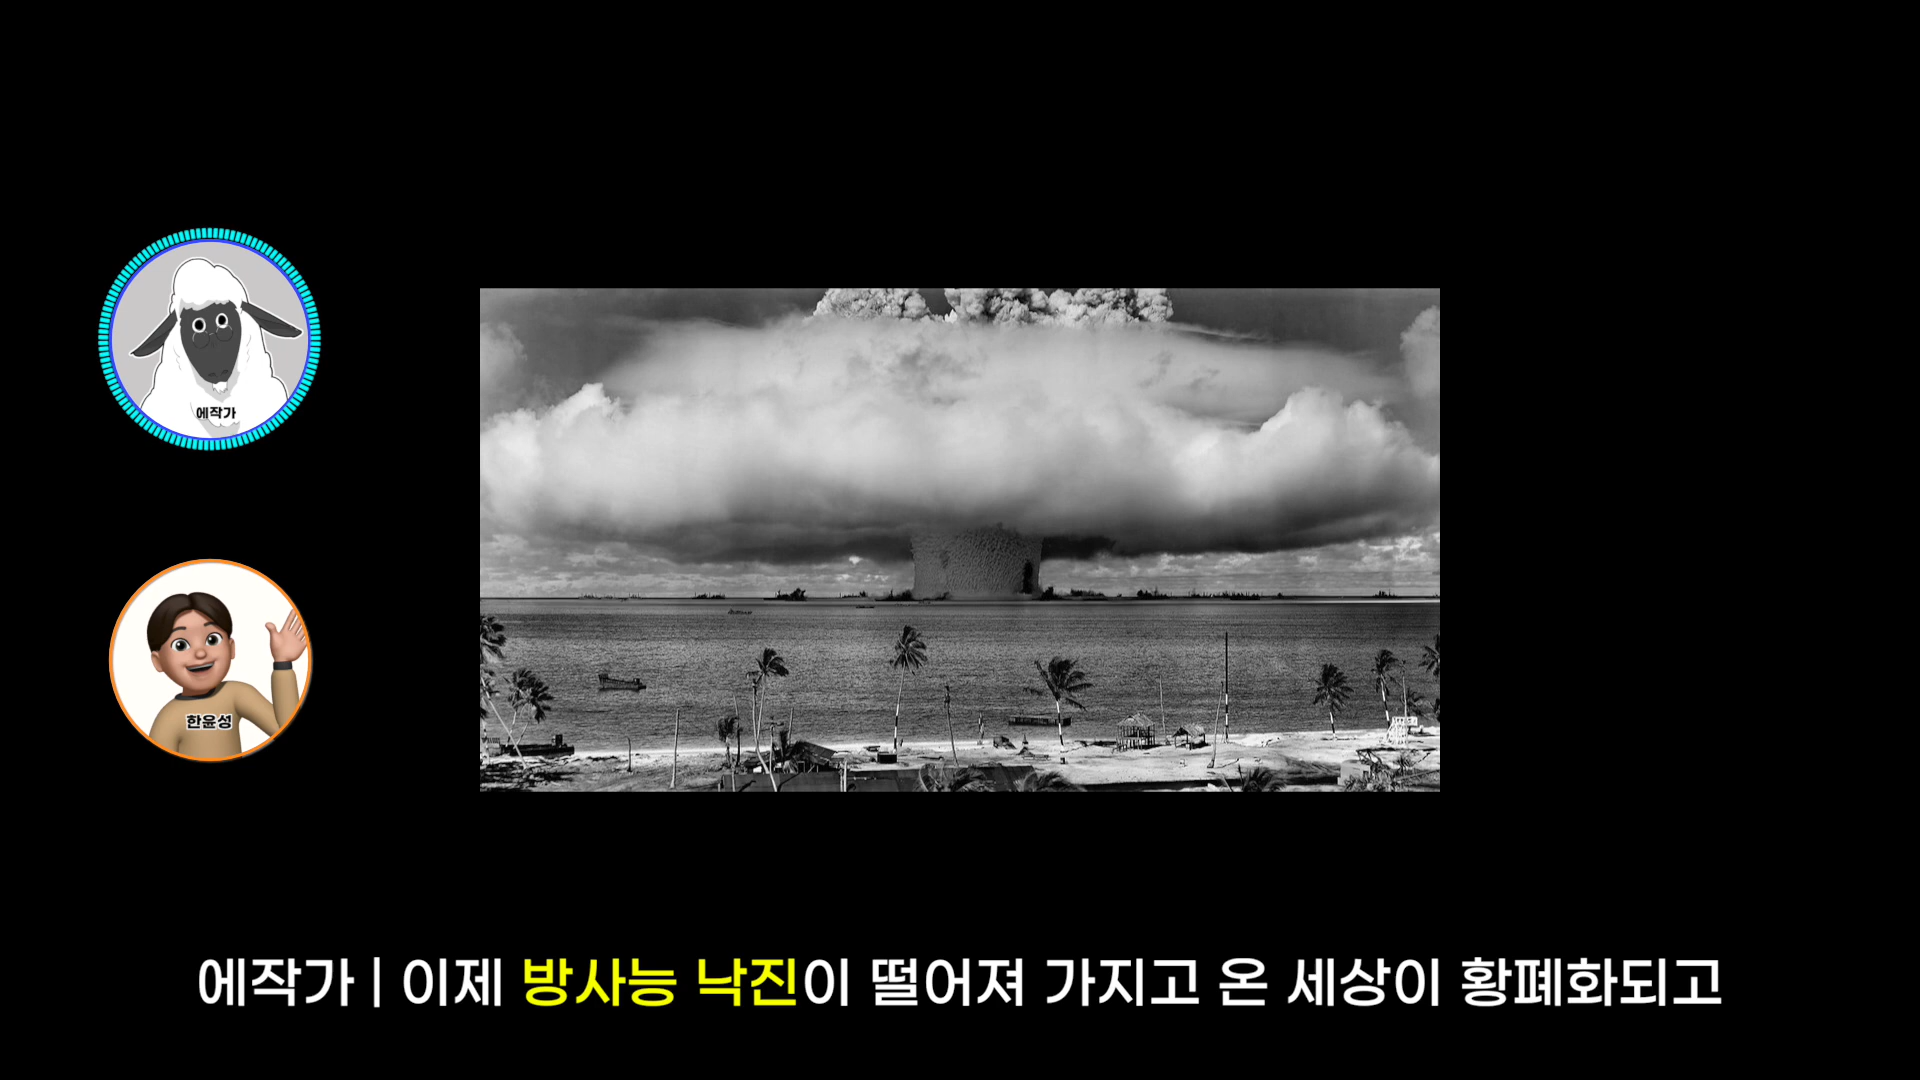 에작가
한윤성
에작가 | 이제 방사능 낙진이 떨어져 가지고 온 세상이 황폐화되고